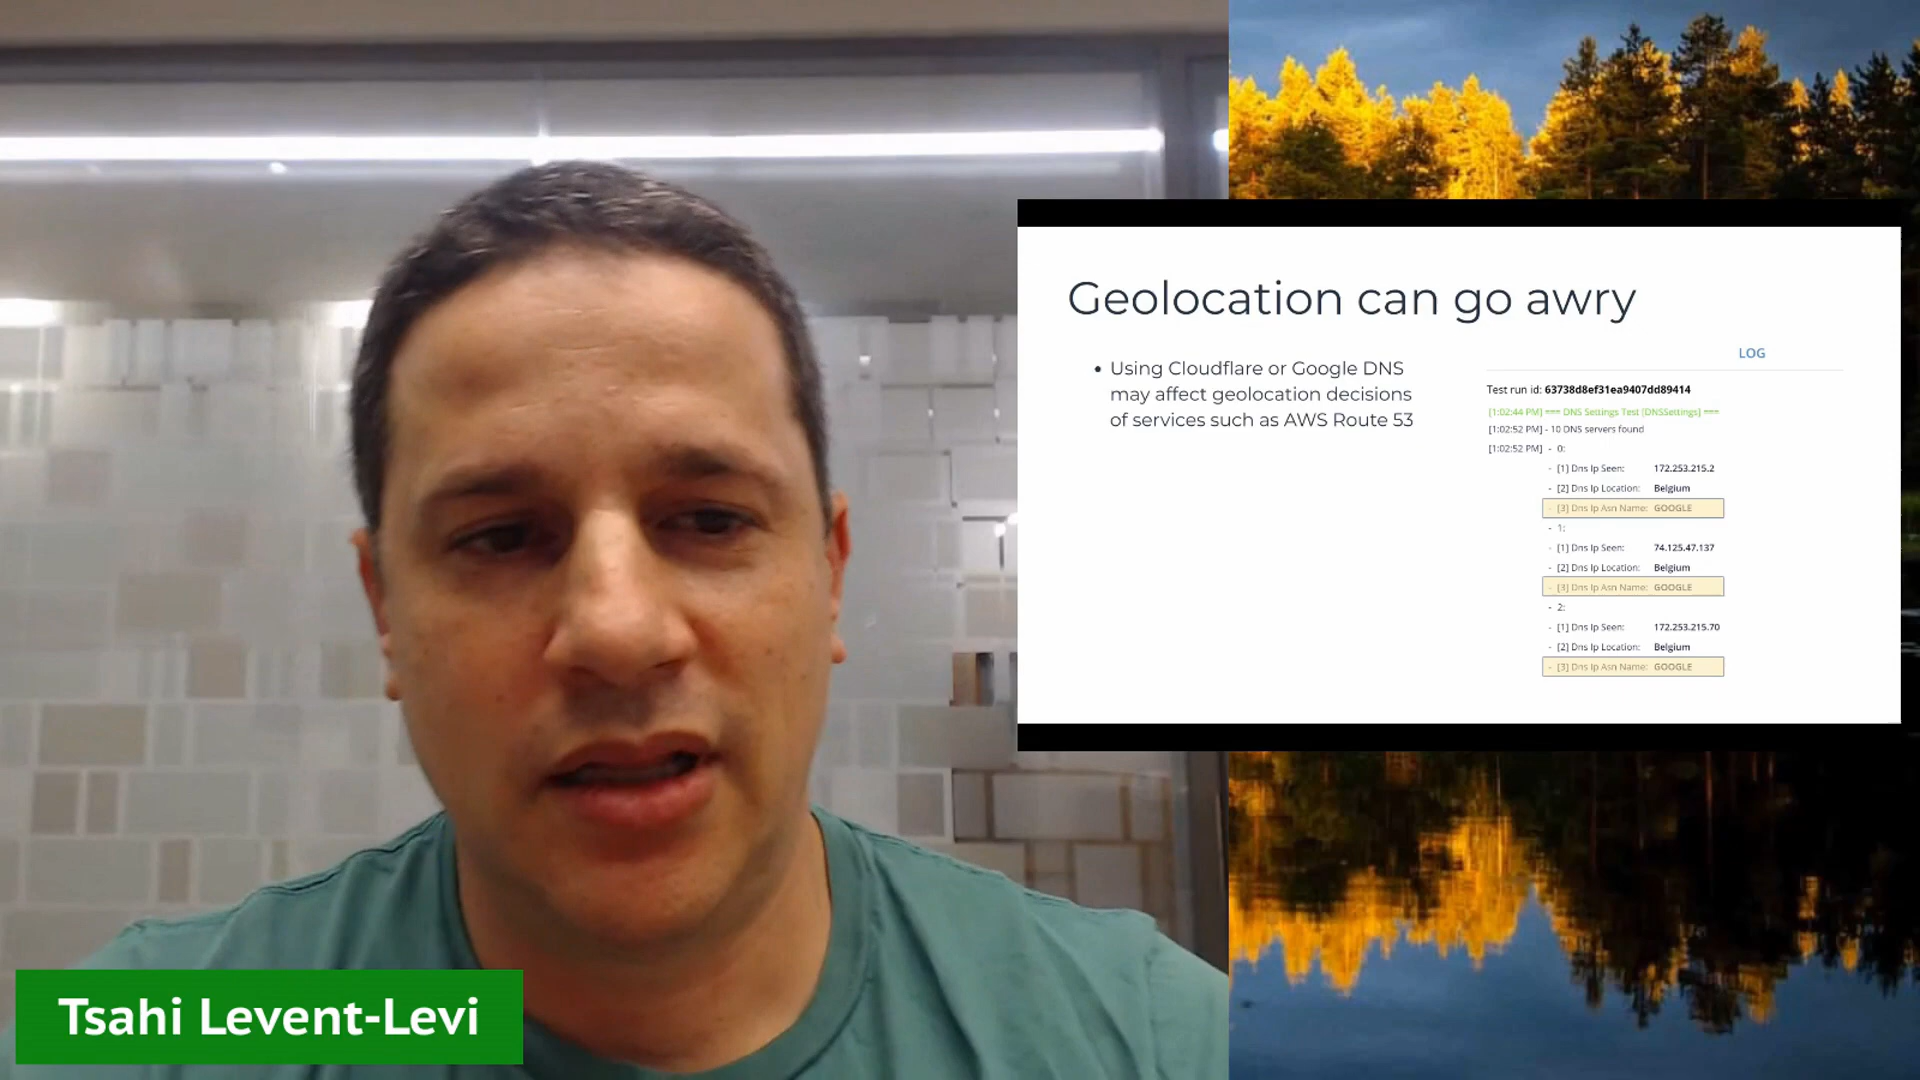 Geolocation can go awry
• Using Cloudflare or Google DNS
may affect geolocation decisions
of services such as AWS Route 53
LOG
Test run id: 63738d8ef31ea9407dd89414
[1:02:44 PM] === DNS Settings Test [DNSSettings] ===
[1:02:52 PM] - 10 DNS servers found
[1:02:52 PM] - 0:
- [1] Dns Ip Seen: 172.253.215.2
- [2] Dns Ip Location: Belgium
- [3] Dns Ip Asn Name: GOOGLE
- 1:
- [1] Dns Ip Seen: 74.125.47.137
- [2] Dns Ip Location: Belgium
- [3] Dns Ip Asn Name: GOOGLE
- 2:
- [1] Dns Ip Seen: 172.253.215.70
- [2] Dns Ip Location: Belgium
- [3] Dns Ip Asn Name: GOOGLE
Tsahi Levent-Levi